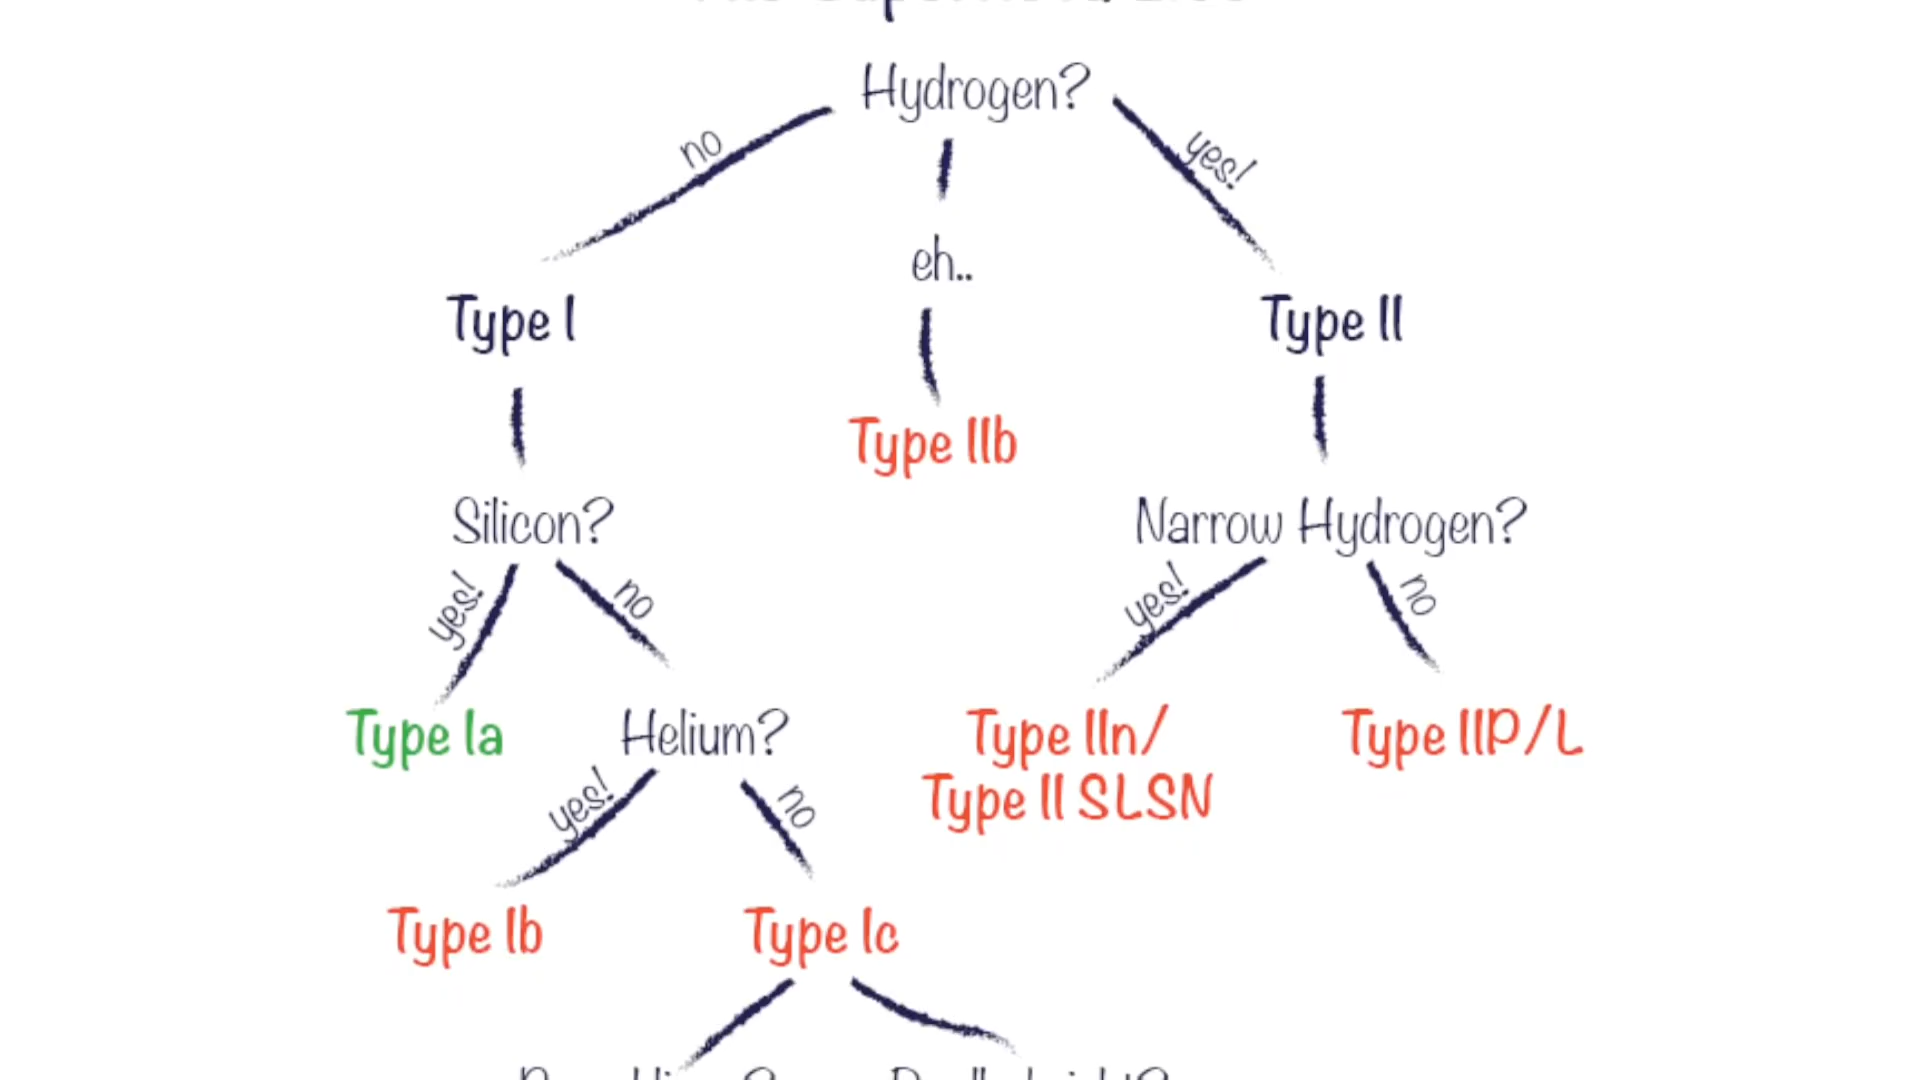 Hydrogen?
no
yes!
eh..
Type I
Type II
Type IIb
Silicon?
Narrow Hydrogen?
yes!
no
yes!
no
Type Ia
Helium?
Type IIn/
Type II SLSN
Type IIP/L
yes!
no
Type Ib
Type Ic